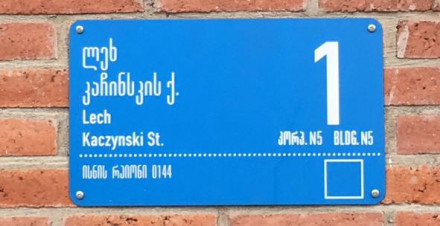 ლეხ
კაჩინსკის ქ.
Lech
Kaczynski St.
1
კორპ. N5 BLDG. N5
ისნის რაიონი 0144